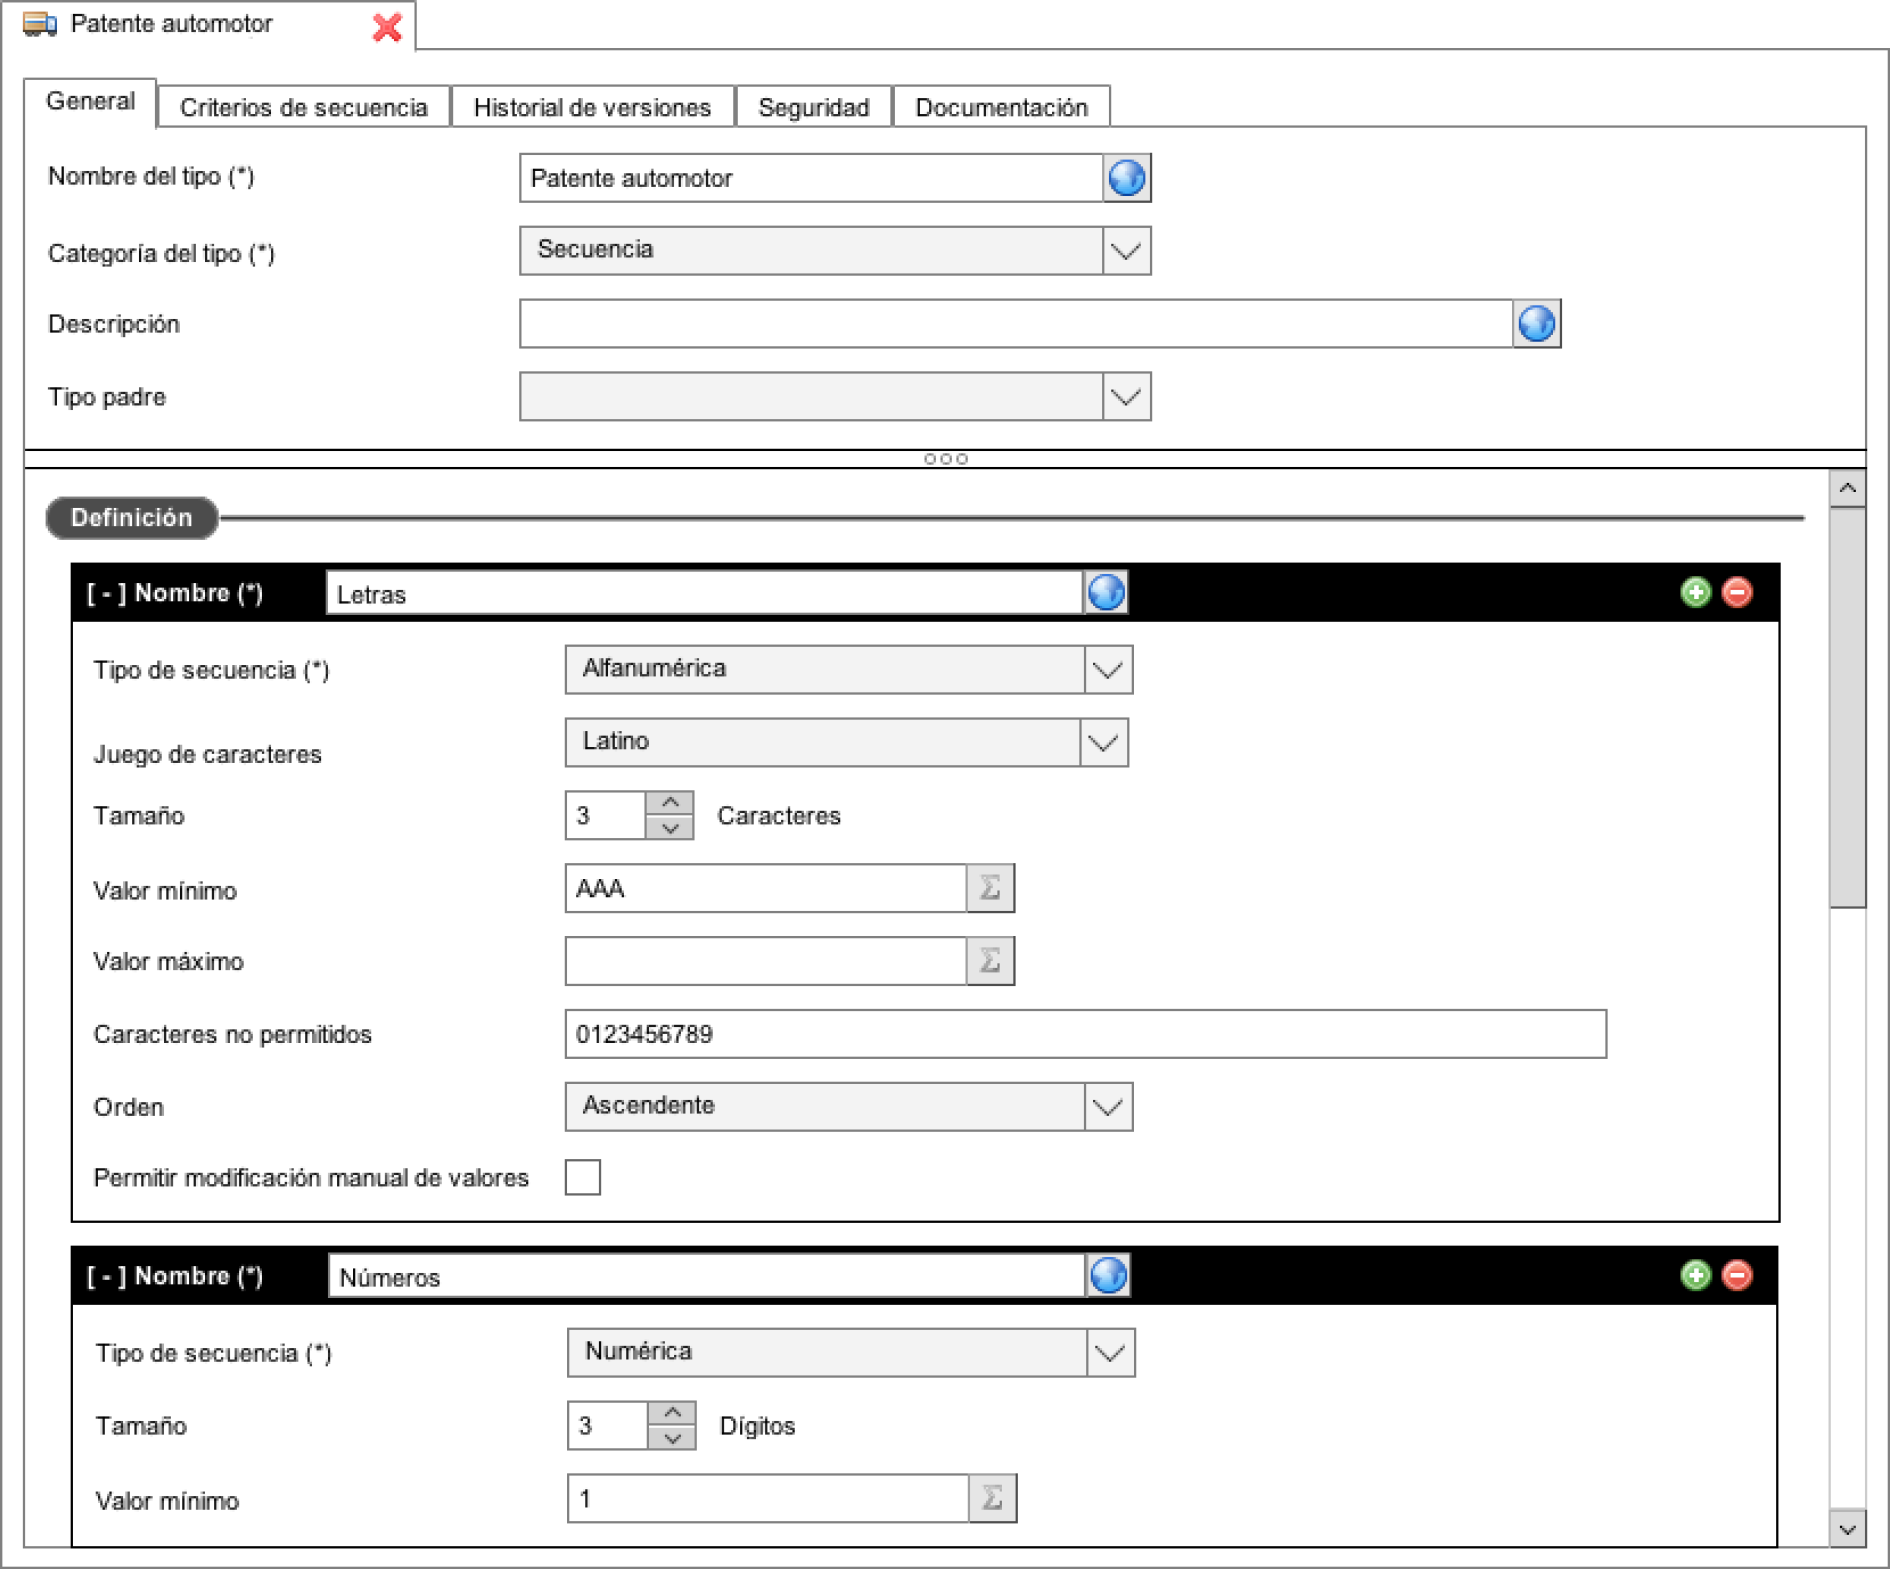 Patente automotor
General
Criterios de secuencia
Historial de versiones
Seguridad
Documentación
Nombre del tipo (*)
Patente automotor
Categoría del tipo (*)
Secuencia
Descripción
Tipo padre
Definición
[ - ] Nombre (*)
Letras
Tipo de secuencia (*)
Alfanumérica
Juego de caracteres
Latino
Tamaño
3
Caracteres
Valor mínimo
AAA
Σ
Valor máximo
Σ
Caracteres no permitidos
0123456789
Orden
Ascendente
Permitir modificación manual de valores
[ - ] Nombre (*)
Números
Tipo de secuencia (*)
Numérica
Tamaño
3
Dígitos
Valor mínimo
1
Σ